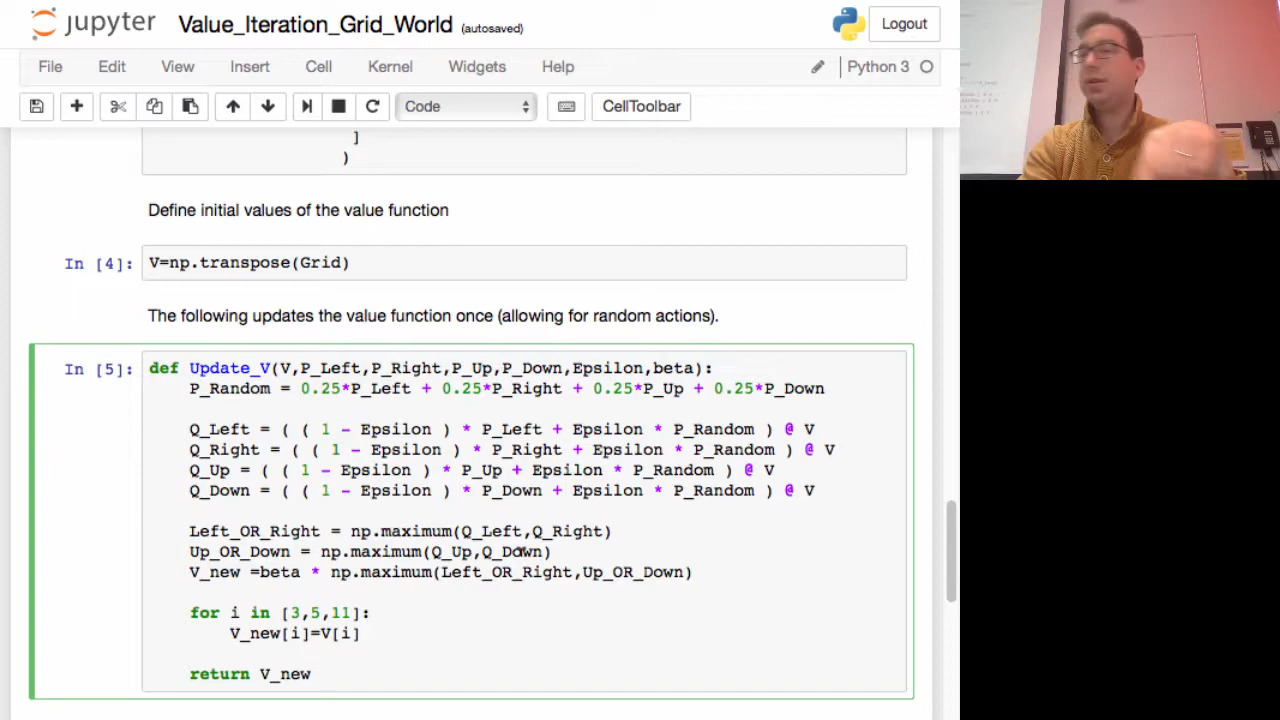 jupyter Value_Iteration_Grid_World (autosaved) Logout
File Edit View Insert Cell Kernel Widgets Help Python 3
Code CellToolbar
]
)
Define initial values of the value function
In [4]: V=np.transpose(Grid)
The following updates the value function once (allowing for random actions).
In [5]: def Update_V(V,P_Left,P_Right,P_Up,P_Down,Epsilon,beta):
P_Random = 0.25*P_Left + 0.25*P_Right + 0.25*P_Up + 0.25*P_Down
Q_Left = ( ( 1 - Epsilon ) * P_Left + Epsilon * P_Random ) @ V
Q_Right = ( ( 1 - Epsilon ) * P_Right + Epsilon * P_Random ) @ V
Q_Up = ( ( 1 - Epsilon ) * P_Up + Epsilon * P_Random ) @ V
Q_Down = ( ( 1 - Epsilon ) * P_Down + Epsilon * P_Random ) @ V
Left_OR_Right = np.maximum(Q_Left,Q_Right)
Up_OR_Down = np.maximum(Q_Up,Q_Down)
V_new =beta * np.maximum(Left_OR_Right,Up_OR_Down)
for i in [3,5,11]:
V_new[i]=V[i]
return V_new